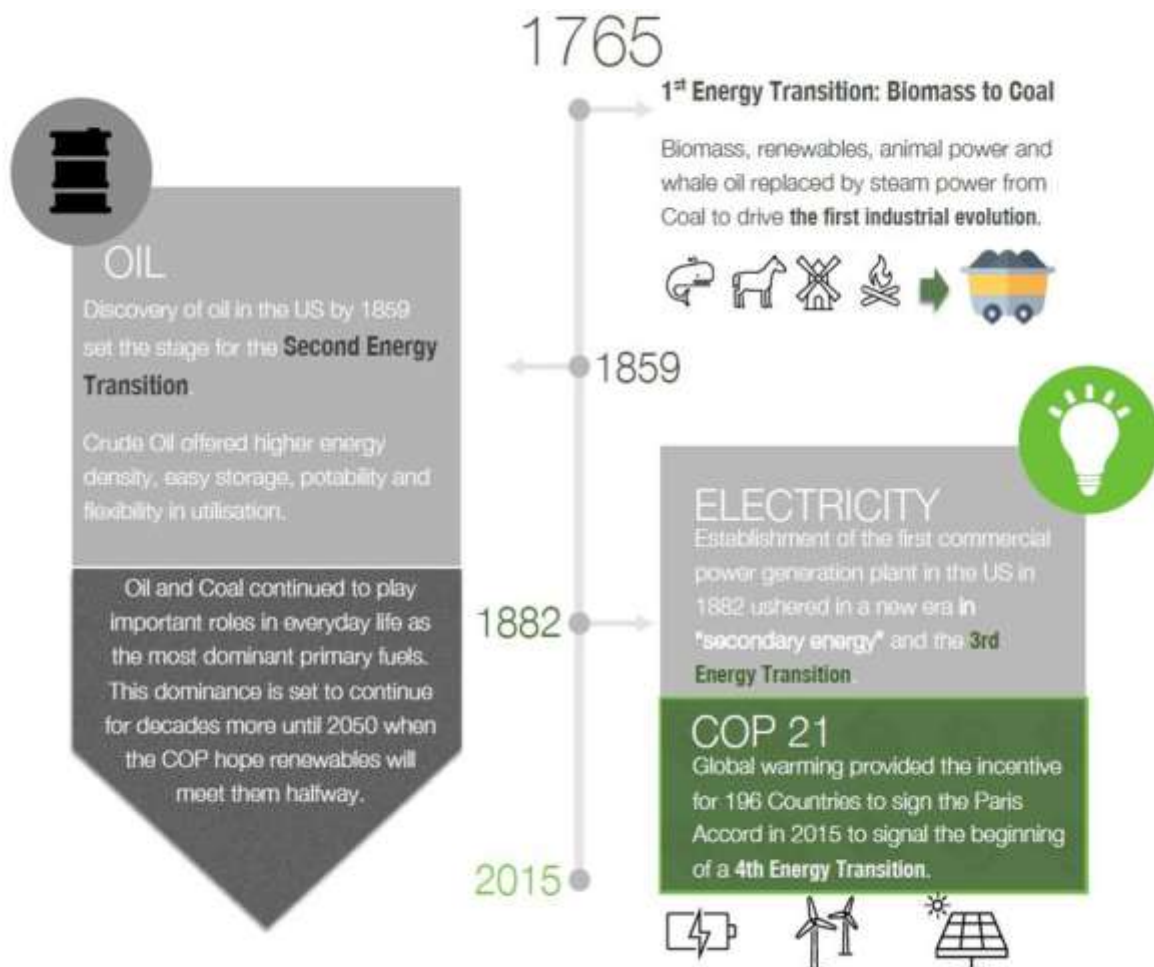 1765
1st Energy Transition: Biomass to Coal
Biomass, renewables, animal power and
whale oil replaced by steam power from
Coal to drive the first industrial evolution.
OIL
Discovery of oil in the US by 1859
set the stage for the Second Energy
Transition
Crude Oil offered higher energy
density, easy storage, potability and
flexibility in utilisation.
1859
Oil and Coal continued to play
important roles in everyday life as
the most dominant primary fuels.
This dominance is set to continue
for decades more until 2050 when
the COP hope renewables will
meet them halfway.
1882
ELECTRICITY
Establishment of the first commercial
power generation plant in the US in
1882 ushered in a new era in
"secondary energy" and the 3rd
Energy Transition
COP 21
Global warming provided the incentive
for 196 Countries to sign the Paris
Accord in 2015 to signal the beginning
of a 4th Energy Transition.
2015